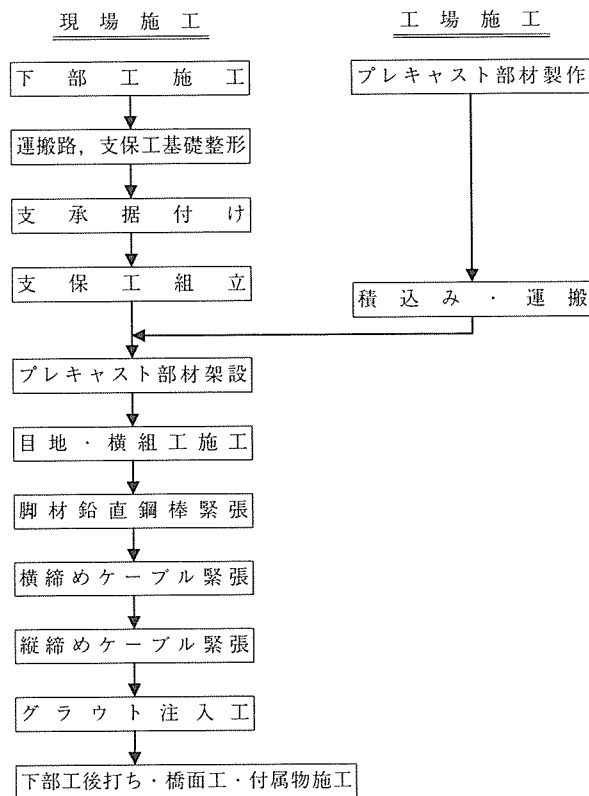 現場施工
工場施工
下部工施工
プレキャスト部材製作
運搬路，支保工基礎整形
支承据付け
支保工組立
積込み・運搬
プレキャスト部材架設
目地・横組工施工
脚材鉛直鋼棒緊張
横締めケーブル緊張
縦締めケーブル緊張
グラウト注入工
下部工後打ち・橋面工・付属物施工